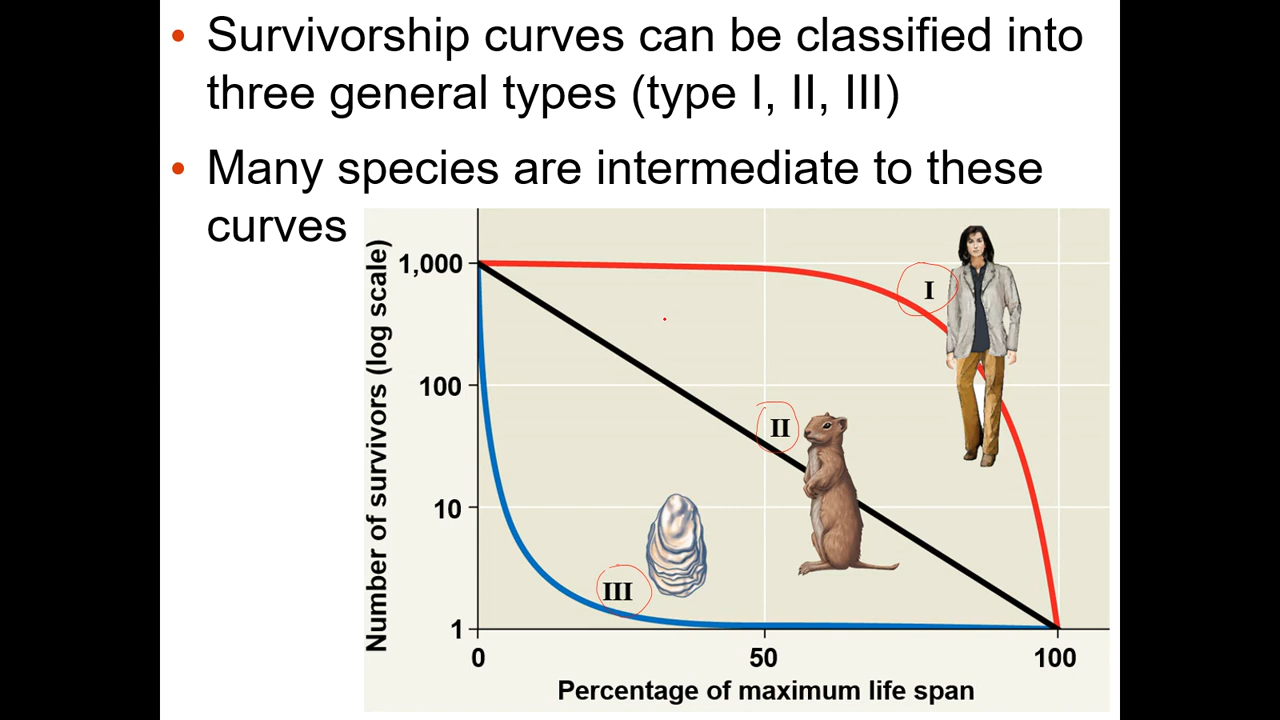 • Survivorship curves can be classified into
three general types (type I, II, III)
• Many species are intermediate to these
curves
Number of survivors (log scale)
1,000
100
10
1
I
II
III
0
50
100
Percentage of maximum life span